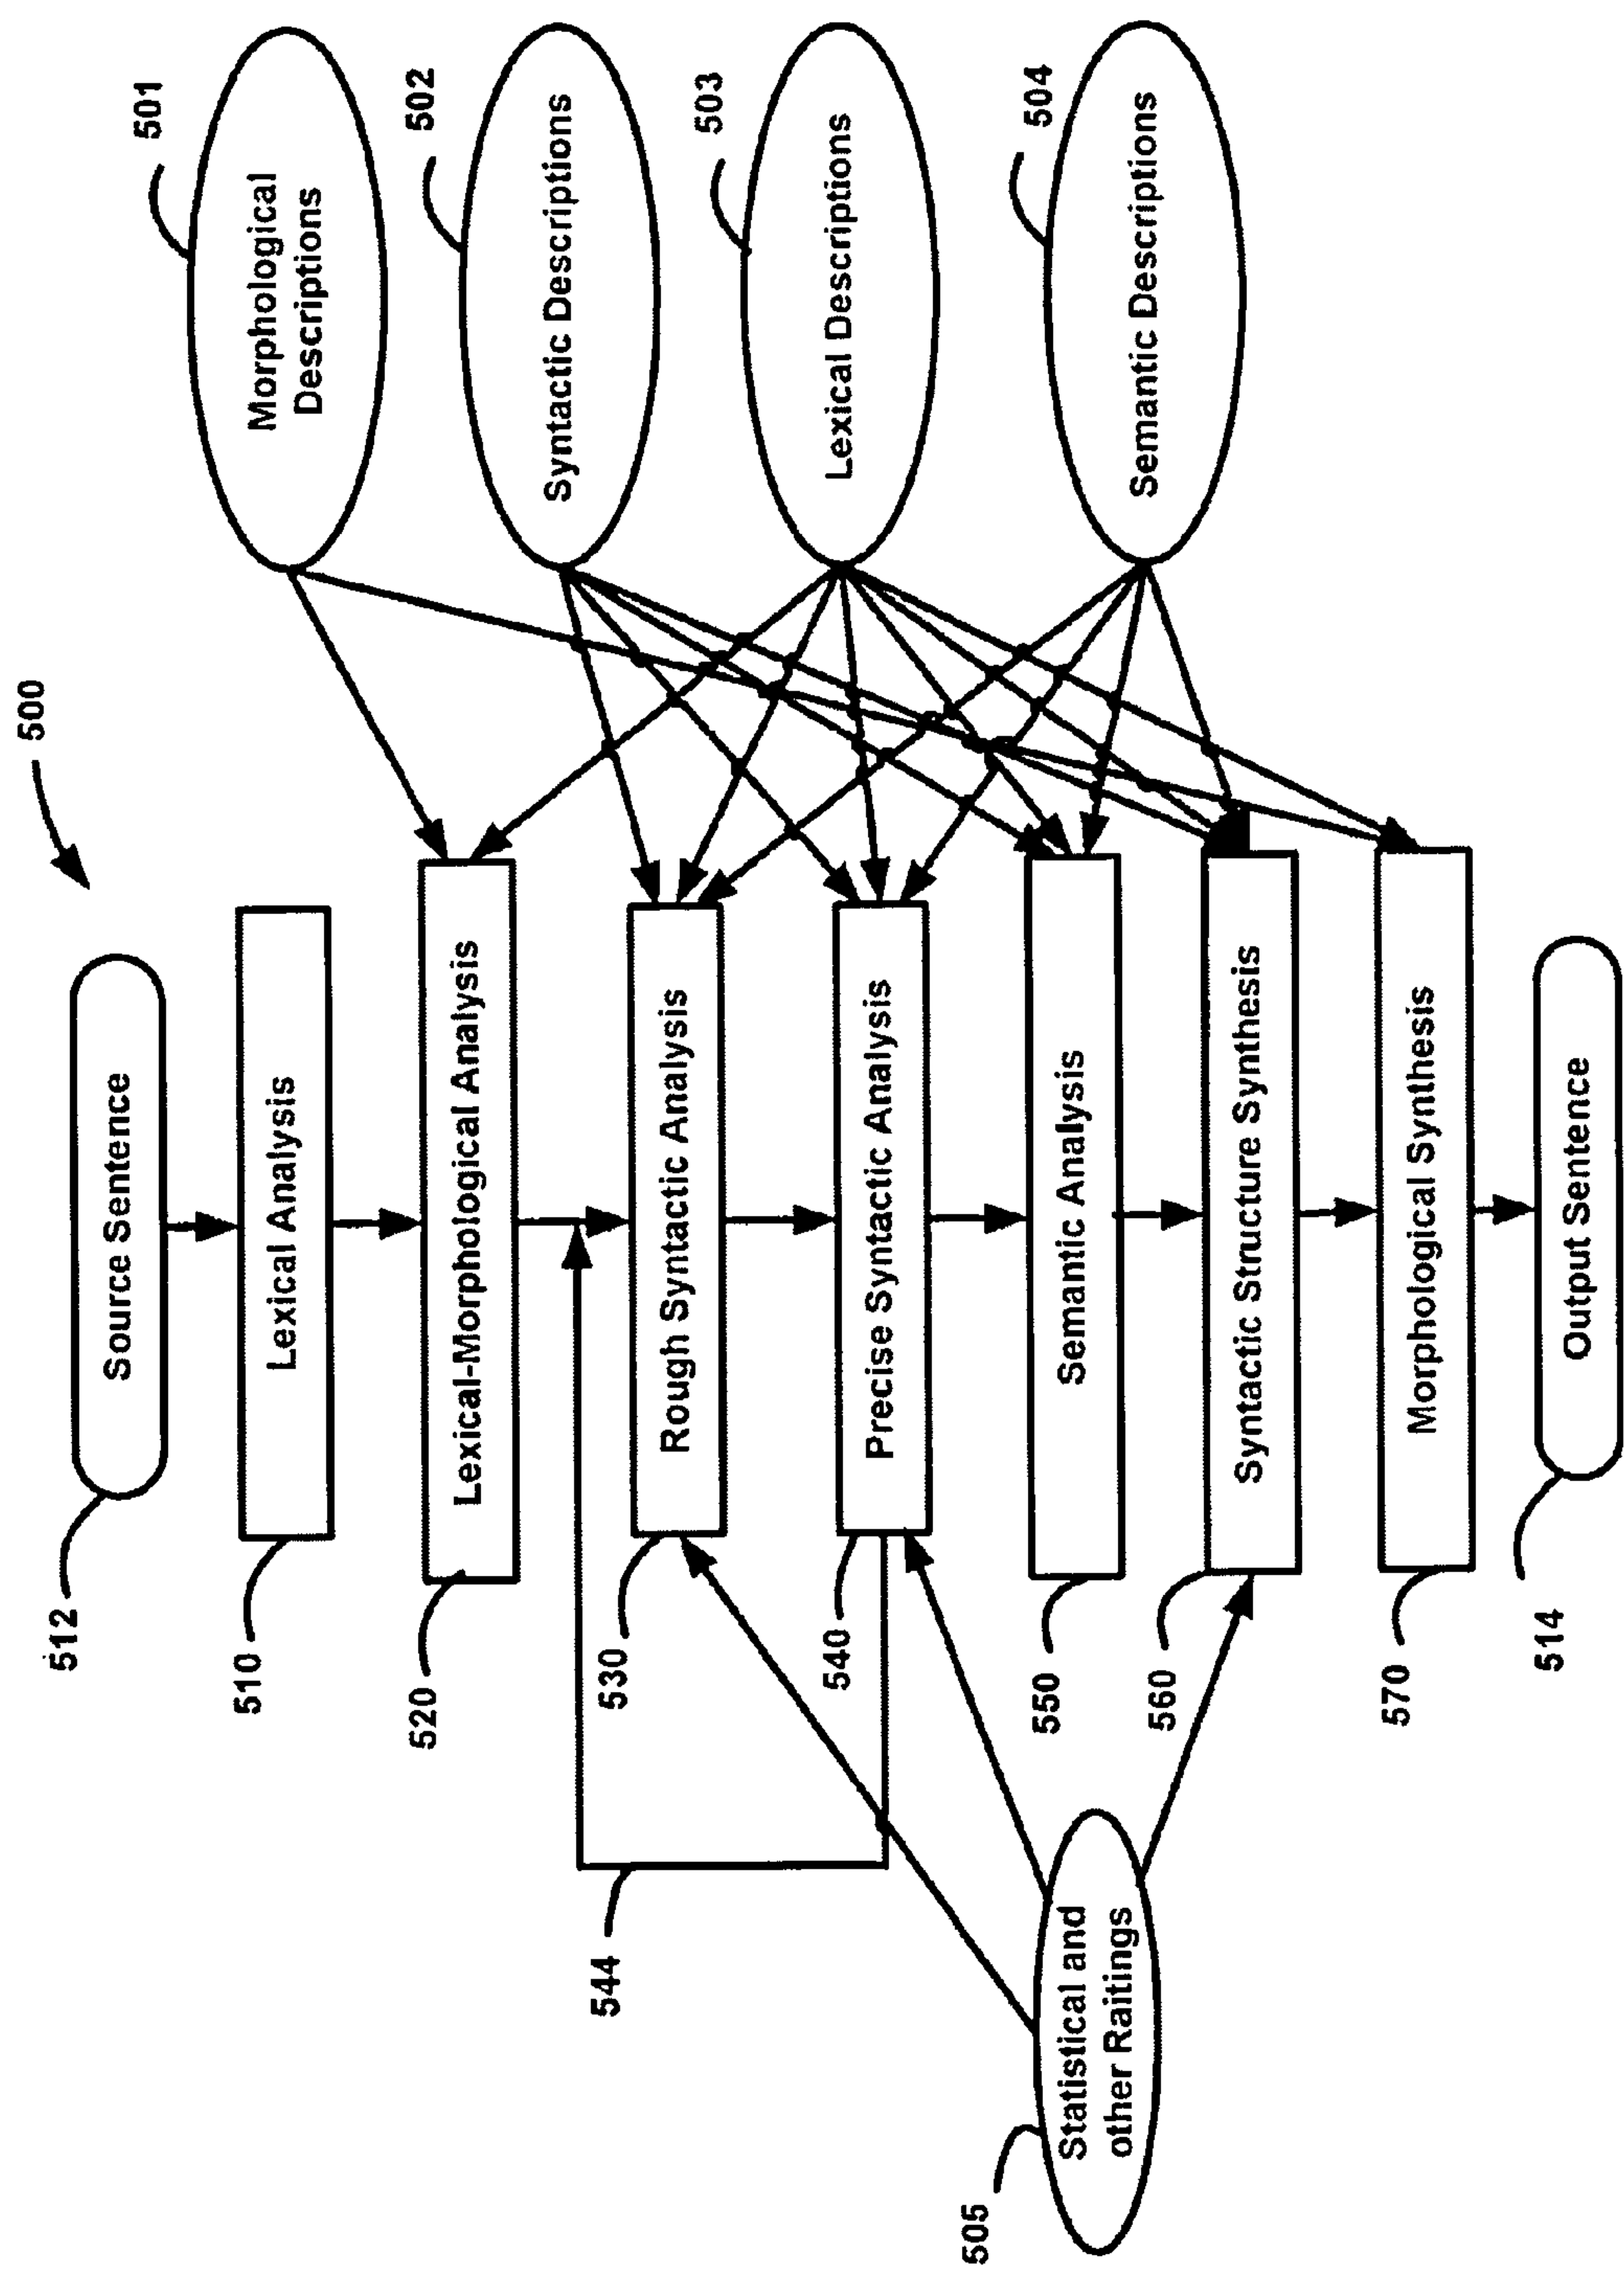 500
512
Source Sentence
501
Morphological
Descriptions
510
Lexical Analysis
520
Lexical-Morphological Analysis
502
Syntactic Descriptions
544
530
Rough Syntactic Analysis
503
Lexical Descriptions
540
Precise Syntactic Analysis
505
Statistical and
other Raitings
550
Semantic Analysis
504
Semantic Descriptions
560
Syntactic Structure Synthesis
570
Morphological Synthesis
514
Output Sentence